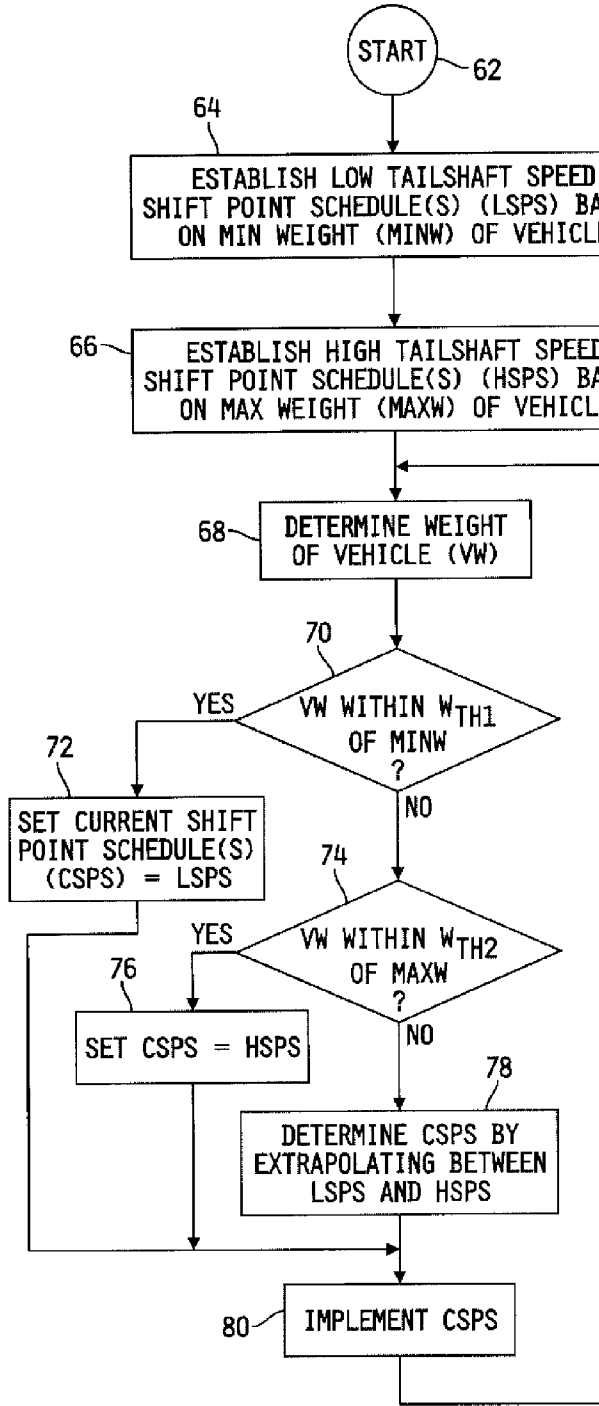 START
62
64
ESTABLISH LOW TAILSHAFT SPEED
SHIFT POINT SCHEDULE(S) (LSPS) BA
ON MIN WEIGHT (MINW) OF VEHICLE
66
ESTABLISH HIGH TAILSHAFT SPEED
SHIFT POINT SCHEDULE(S) (HSPS) BA
ON MAX WEIGHT (MAXW) OF VEHICLE
68
DETERMINE WEIGHT
OF VEHICLE (VW)
70
YES
VW WITHIN WTH1
OF MINW
?
NO
72
SET CURRENT SHIFT
POINT SCHEDULE(S)
(CSPS) = LSPS
74
YES
VW WITHIN WTH2
OF MAXW
?
NO
76
SET CSPS = HSPS
78
DETERMINE CSPS BY
EXTRAPOLATING BETWEEN
LSPS AND HSPS
80
IMPLEMENT CSPS